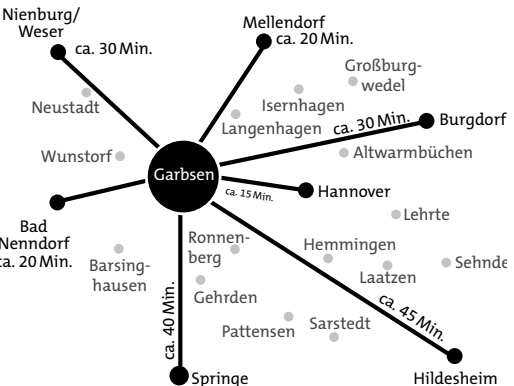 Nienburg/
Weser
ca. 30 Min.
Mellendorf
ca. 20 Min.
Großburg-
wedel
Neustadt
Isernhagen
Langenhagen
ca. 30 Min.
Burgdorf
Wunstorf
Altwarmbüchen
Garbsen
ca. 15 Min.
Hannover
Lehrte
Bad
Nenndorf
ca. 20 Min.
Barsing-
hausen
Ronnen-
berg
Hemmingen
Laatzen
Sehnde
Gehrden
ca. 40 Min.
Pattensen
Sarstedt
ca. 45 Min.
Springe
Hildesheim